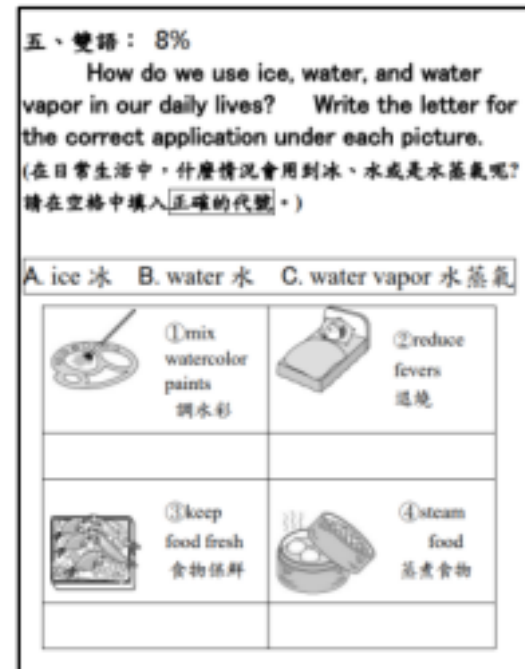 五、雙語： 8%
How do we use ice, water, and water
vapor in our daily lives? Write the letter for
the correct application under each picture.
(在日常生活中，什麼情況會用到冰、水或是水蒸氣呢?
請在空格中填入正確的代號。)
A. ice 冰 B. water 水 C. water vapor 水蒸氣
①mix
watercolor
paints
調水彩
②reduce
fevers
退燒
③keep
food fresh
食物保鮮
④steam
food
蒸煮食物